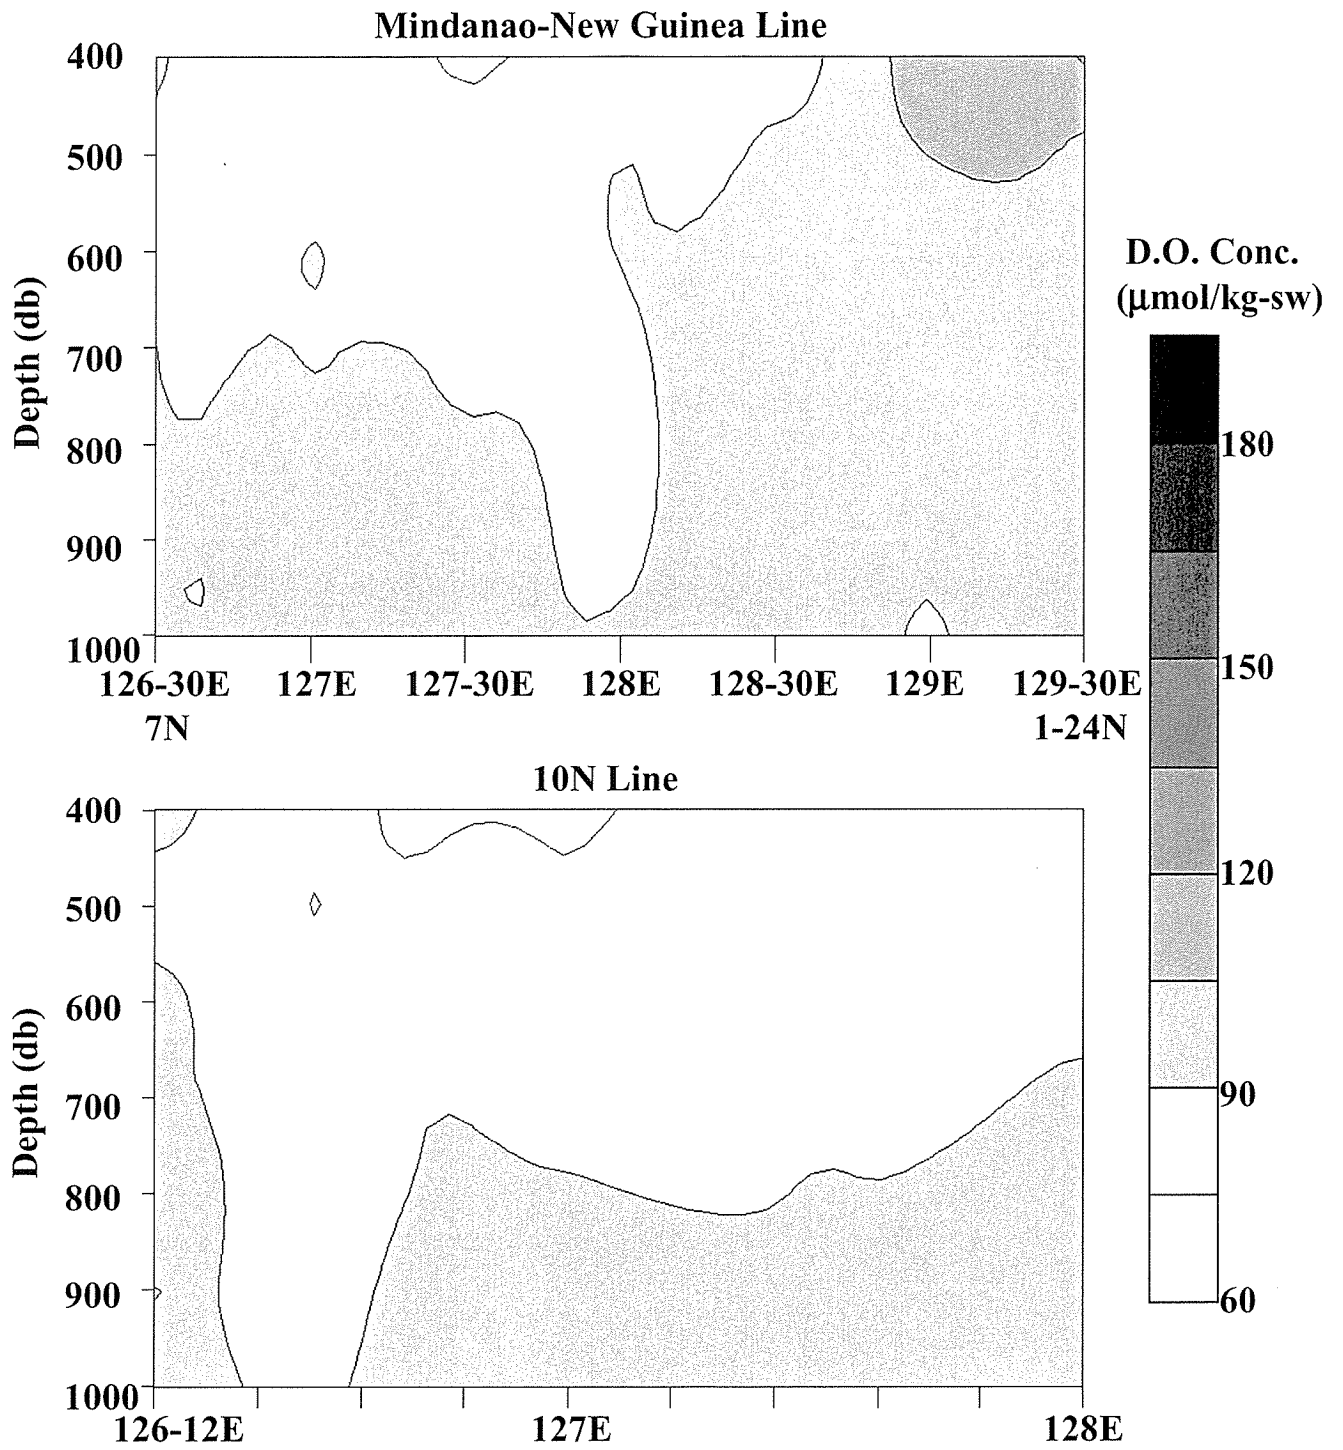 Mindanao-New Guinea Line
400
500
600
700
800
900
1000
Depth (db)
126-30E 127E 127-30E 128E 128-30E 129E 129-30E
7N 1-24N
D.O. Conc.
(μmol/kg-sw)
180
150
120
90
60
10N Line
400
500
600
700
800
900
1000
Depth (db)
126-12E 127E 128E